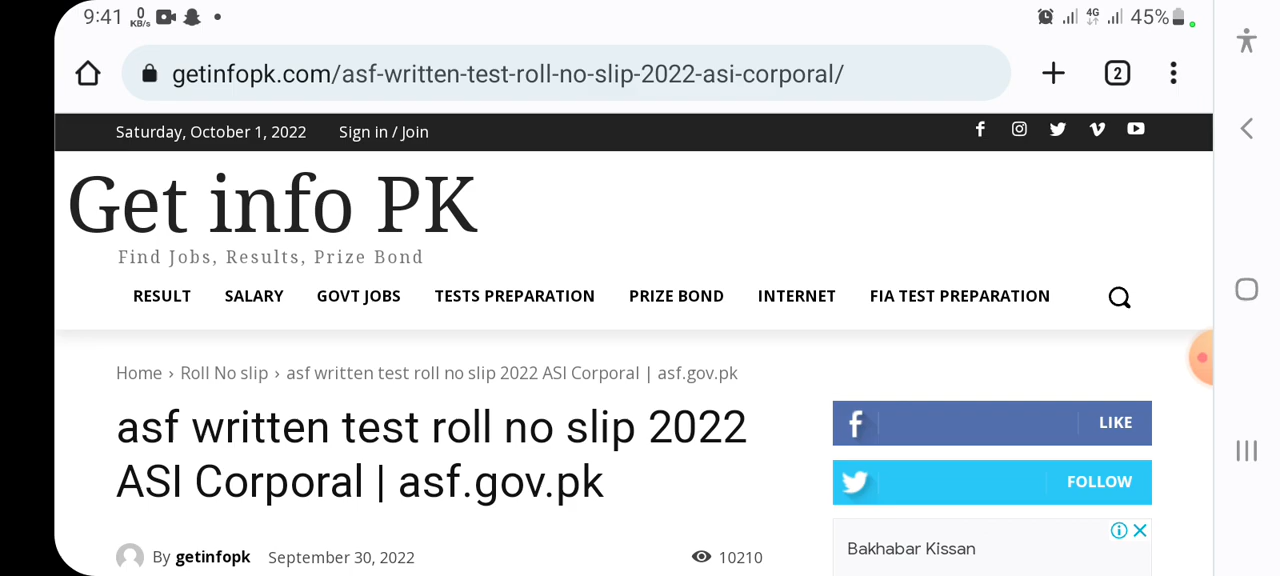 9:41 0 KB/s 4G 45%
getinfopk.com/asf-written-test-roll-no-slip-2022-asi-corporal/ 2
Saturday, October 1, 2022 Sign in / Join
Get info PK
Find Jobs, Results, Prize Bond
RESULT SALARY GOVT JOBS TESTS PREPARATION PRIZE BOND INTERNET FIA TEST PREPARATION
Home › Roll No slip › asf written test roll no slip 2022 ASI Corporal | asf.gov.pk
asf written test roll no slip 2022
ASI Corporal | asf.gov.pk
By getinfopk September 30, 2022 10210
LIKE
FOLLOW
Bakhabar Kissan